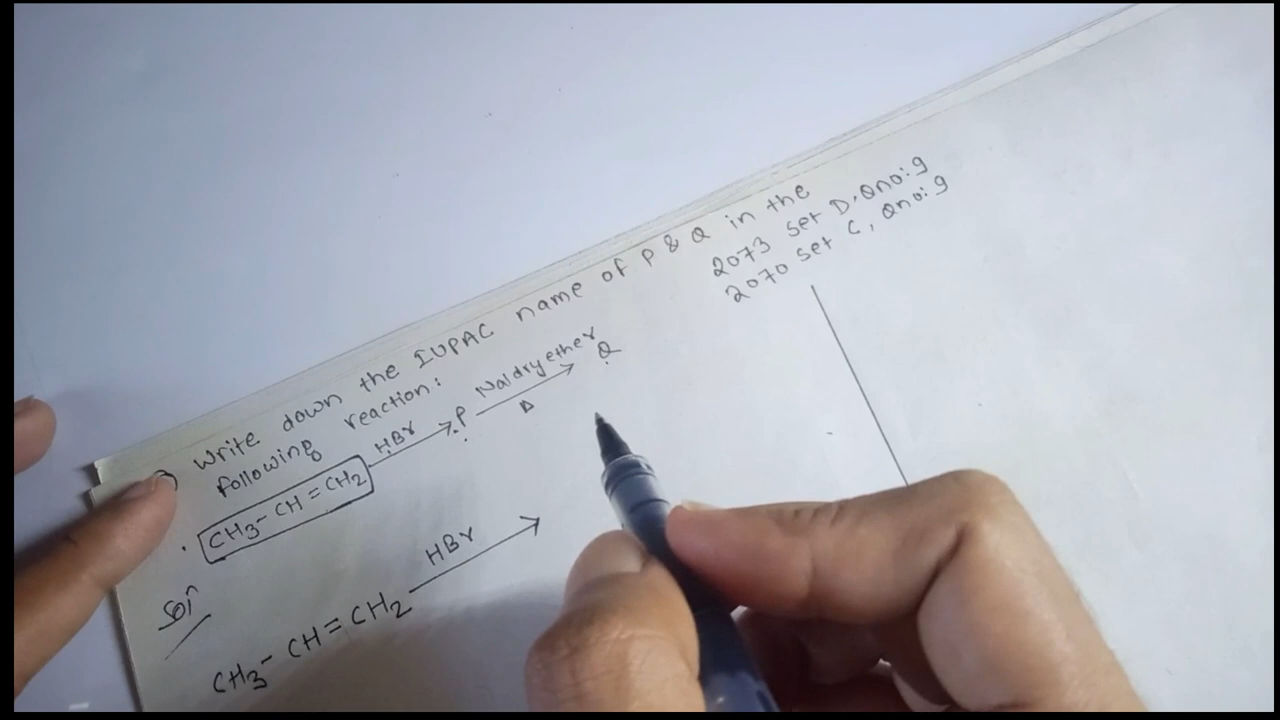 Write down the IUPAC name of P & Q in the
following reaction:
2073 set D, Qno:9
2070 set C, Qno:9
CH3-CH=CH2 HBr P Na/dry ether Q
Δ
Soln
CH3-CH=CH2 HBr